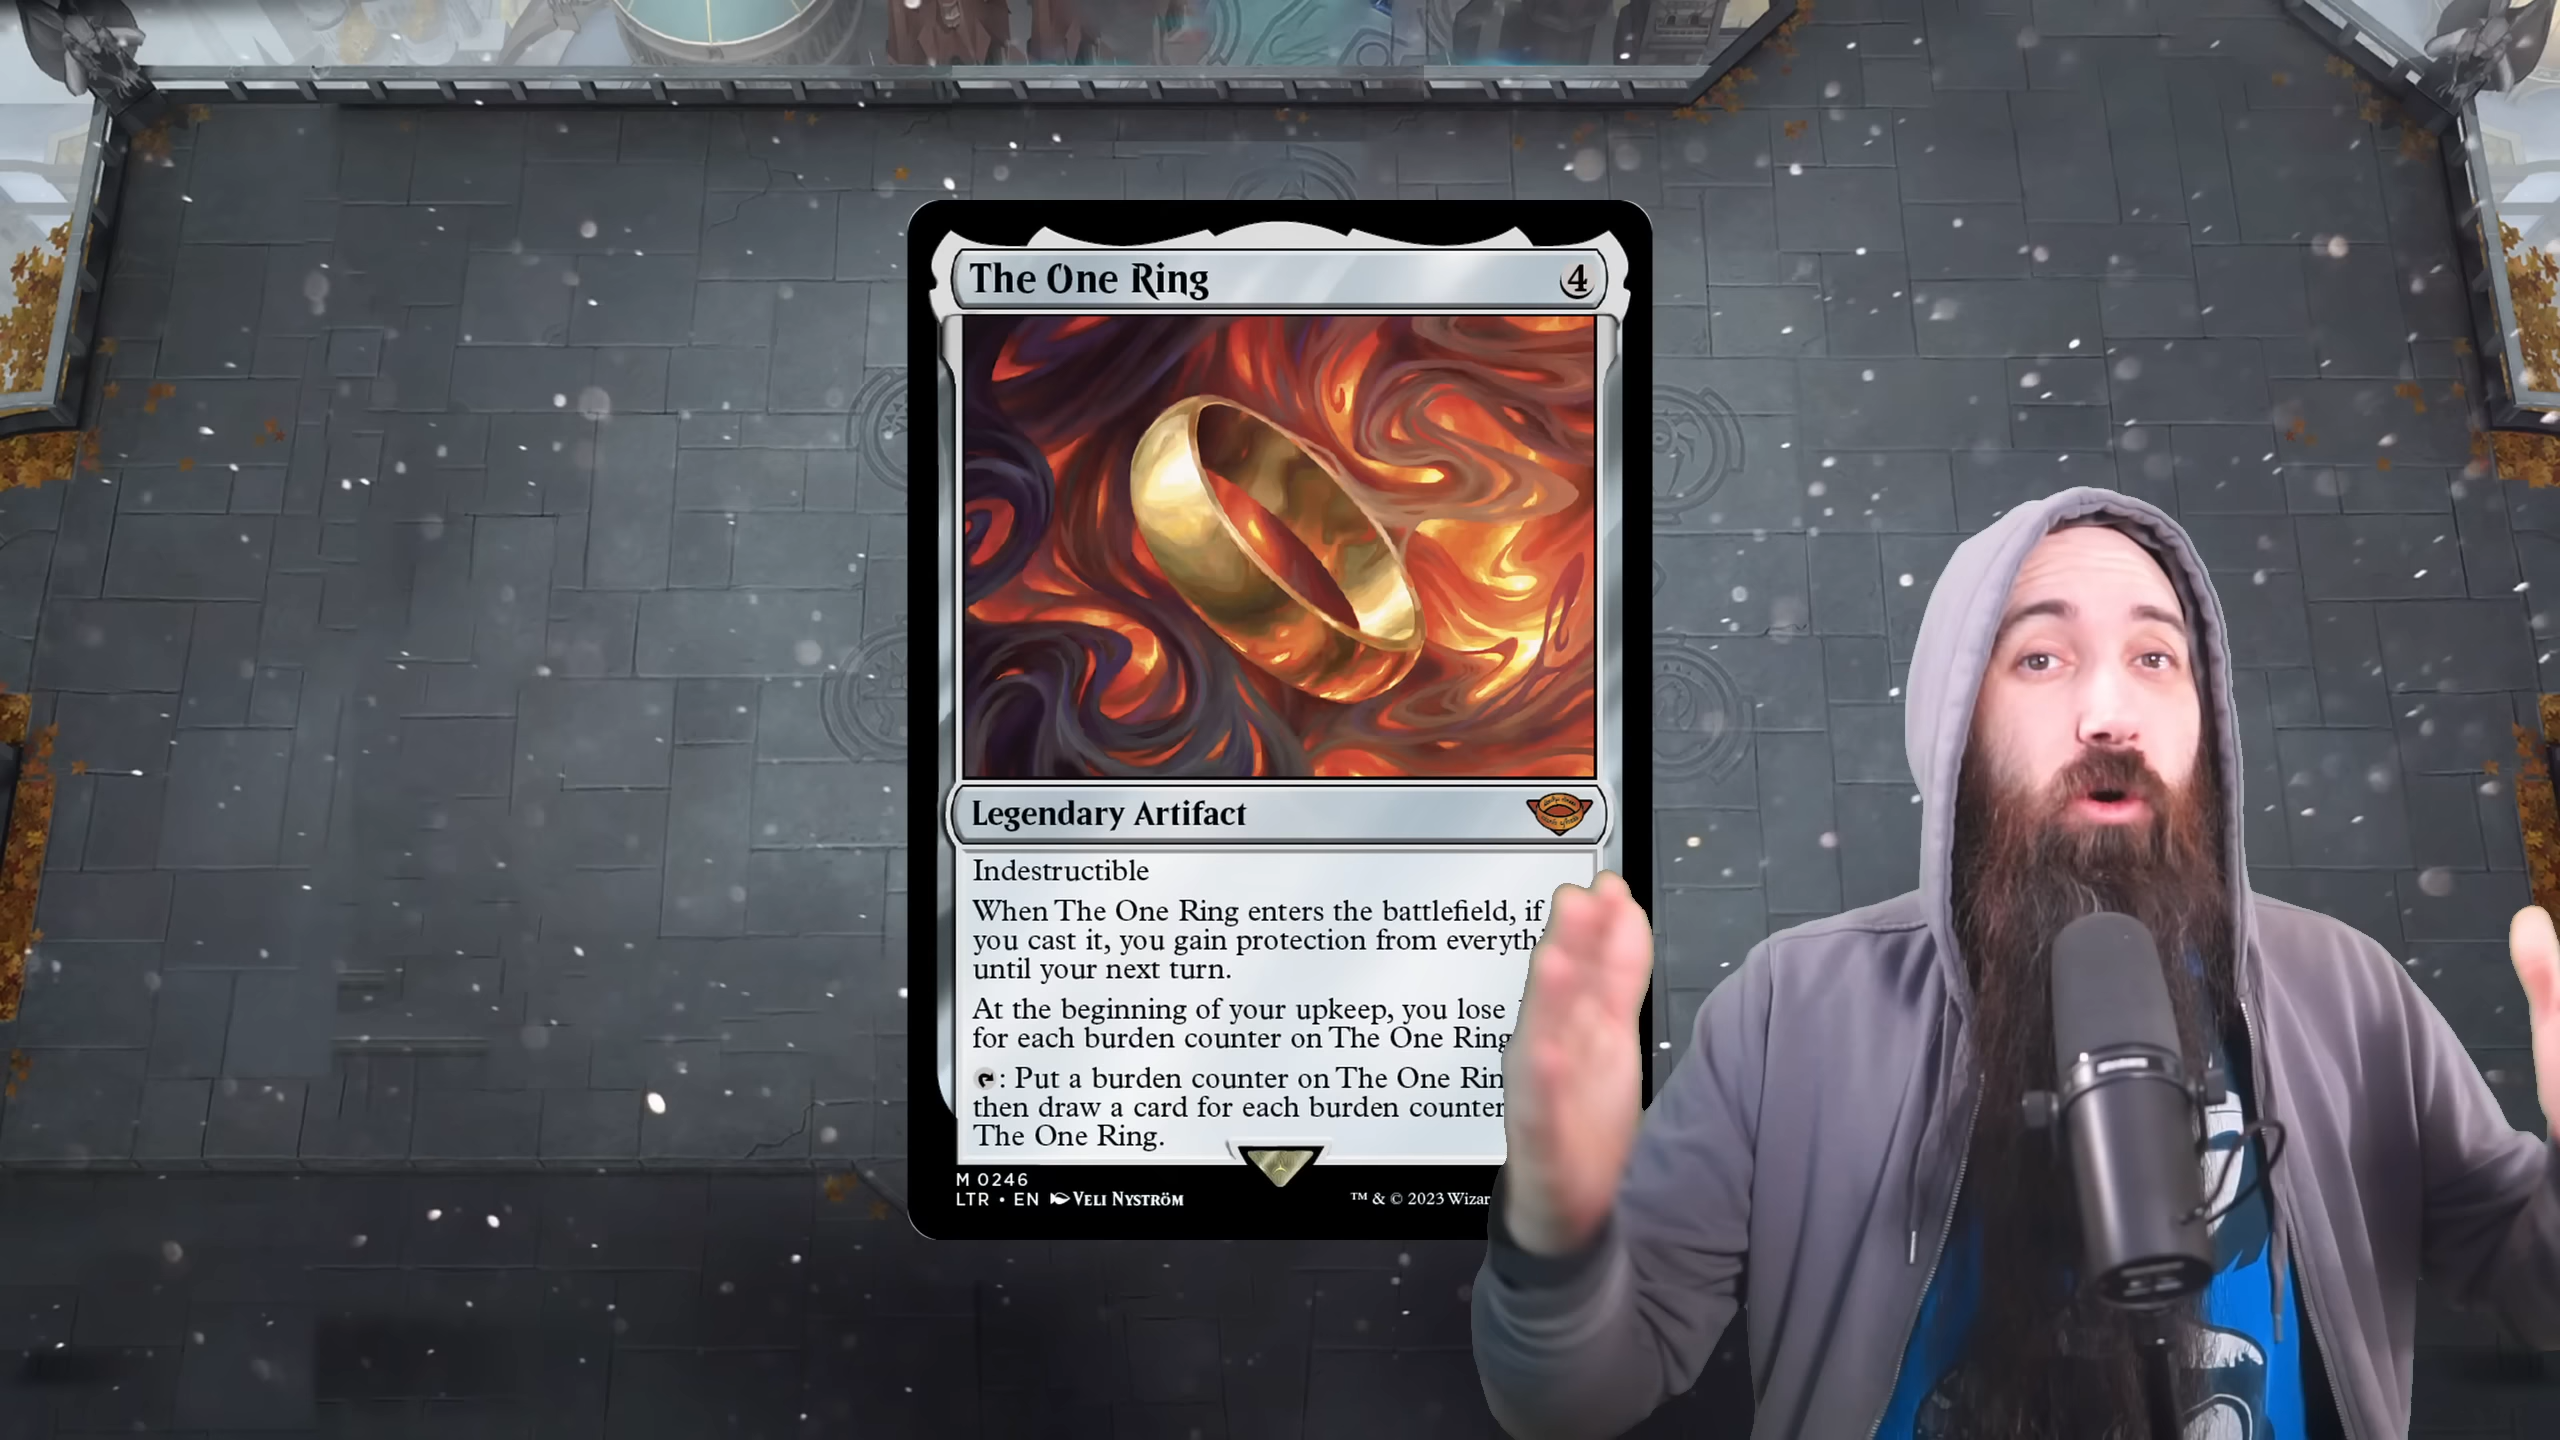 The One Ring 4
Legendary Artifact
Indestructible
When The One Ring enters the battlefield, if
you cast it, you gain protection from everythi
until your next turn.
At the beginning of your upkeep, you lose
for each burden counter on The One Ring
: Put a burden counter on The One Rin
then draw a card for each burden counter
The One Ring.
M 0246
LTR • EN VELI NYSTRÖM ™ & © 2023 Wizar